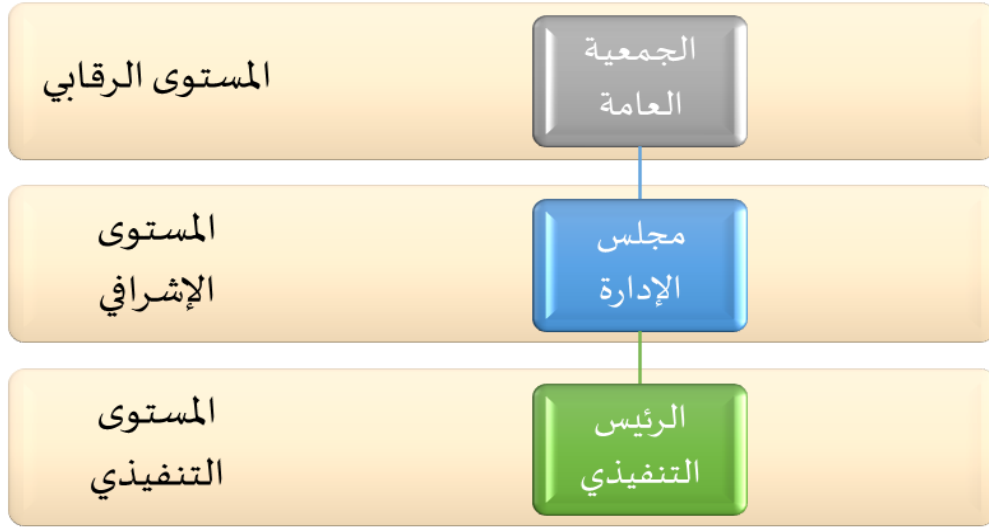 الجمعية
العامة
المستوى الرقابي
مجلس
الإدارة
المستوى
الإشرافي
الرئيس
التنفيذي
المستوى
التنفيذي